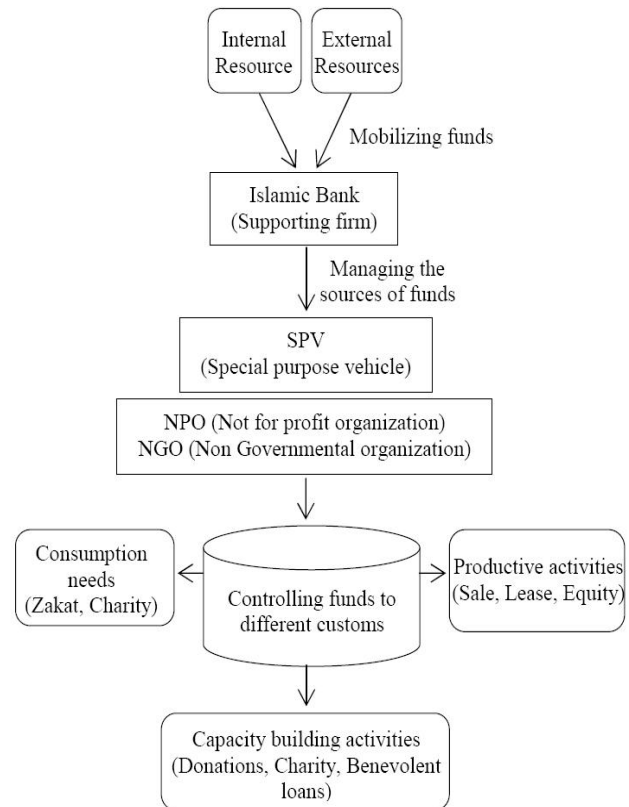 Internal
Resource
External
Resources
Mobilizing funds
Islamic Bank
(Supporting firm)
Managing the
sources of funds
SPV
(Special purpose vehicle)
NPO (Not for profit organization)
NGO (Non Governmental organization)
Consumption
needs
(Zakat, Charity)
Controlling funds to
different customs
Productive activities
(Sale, Lease, Equity)
Capacity building activities
(Donations, Charity, Benevolent
loans)